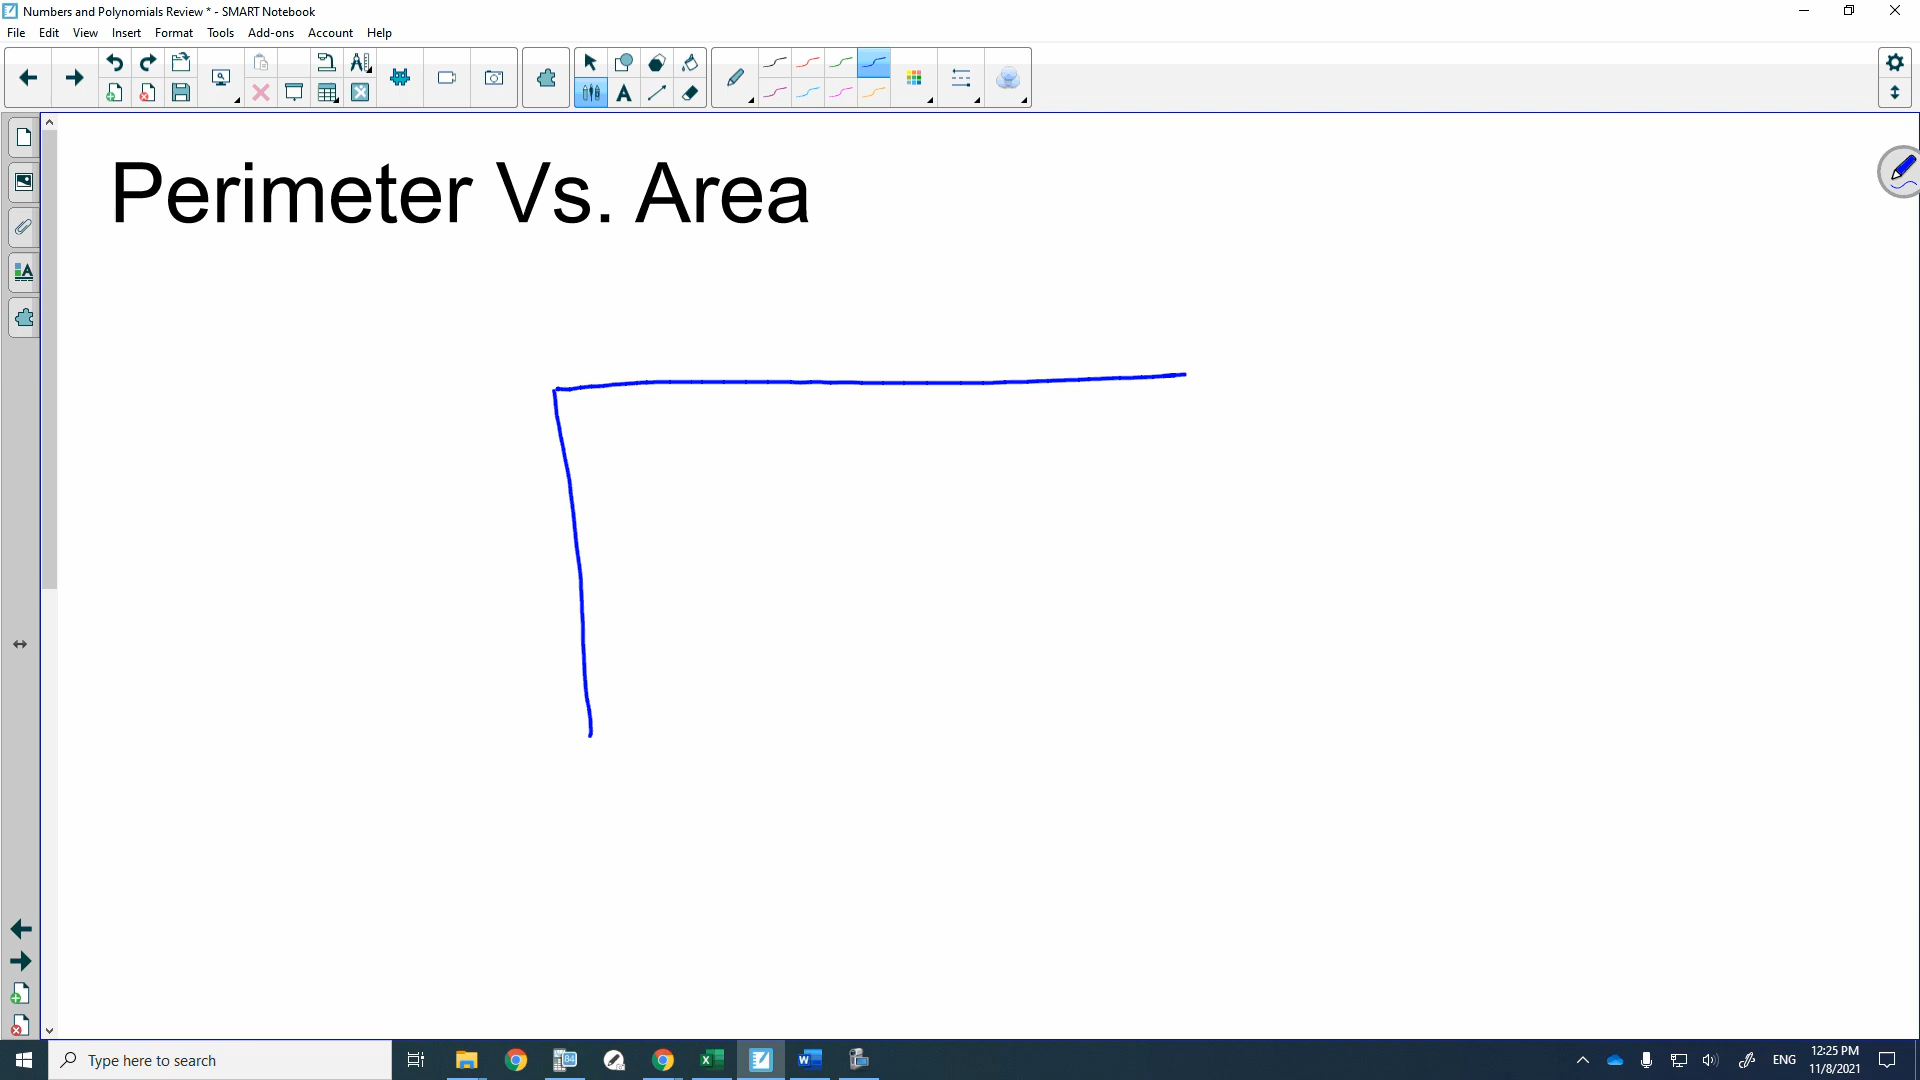 Numbers and Polynomials Review * - SMART Notebook
File Edit View Insert Format Tools Add-ons Account Help
Perimeter Vs. Area
Type here to search
84
ENG
12:25 PM
11/8/2021